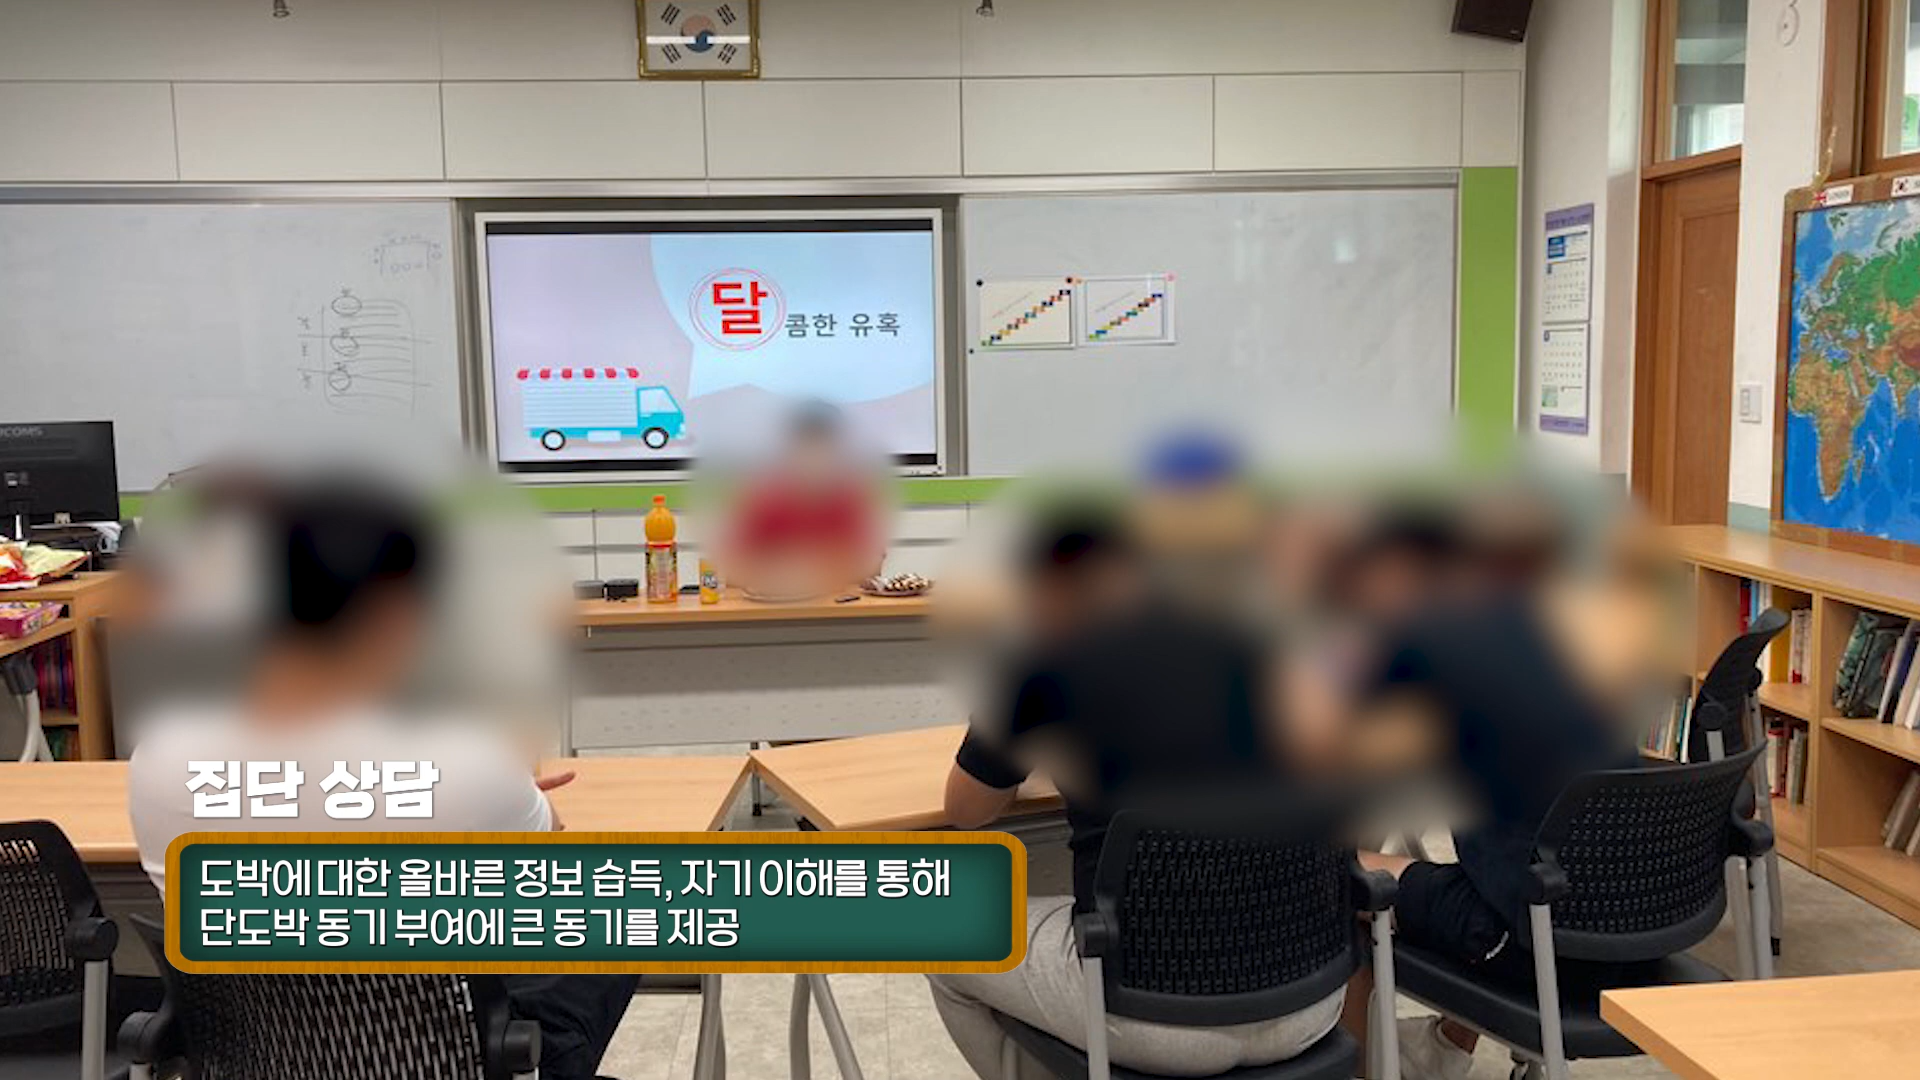 달콤한 유혹
집단 상담
도박에 대한 올바른 정보 습득, 자기 이해를 통해
단도박 동기 부여에 큰 동기를 제공